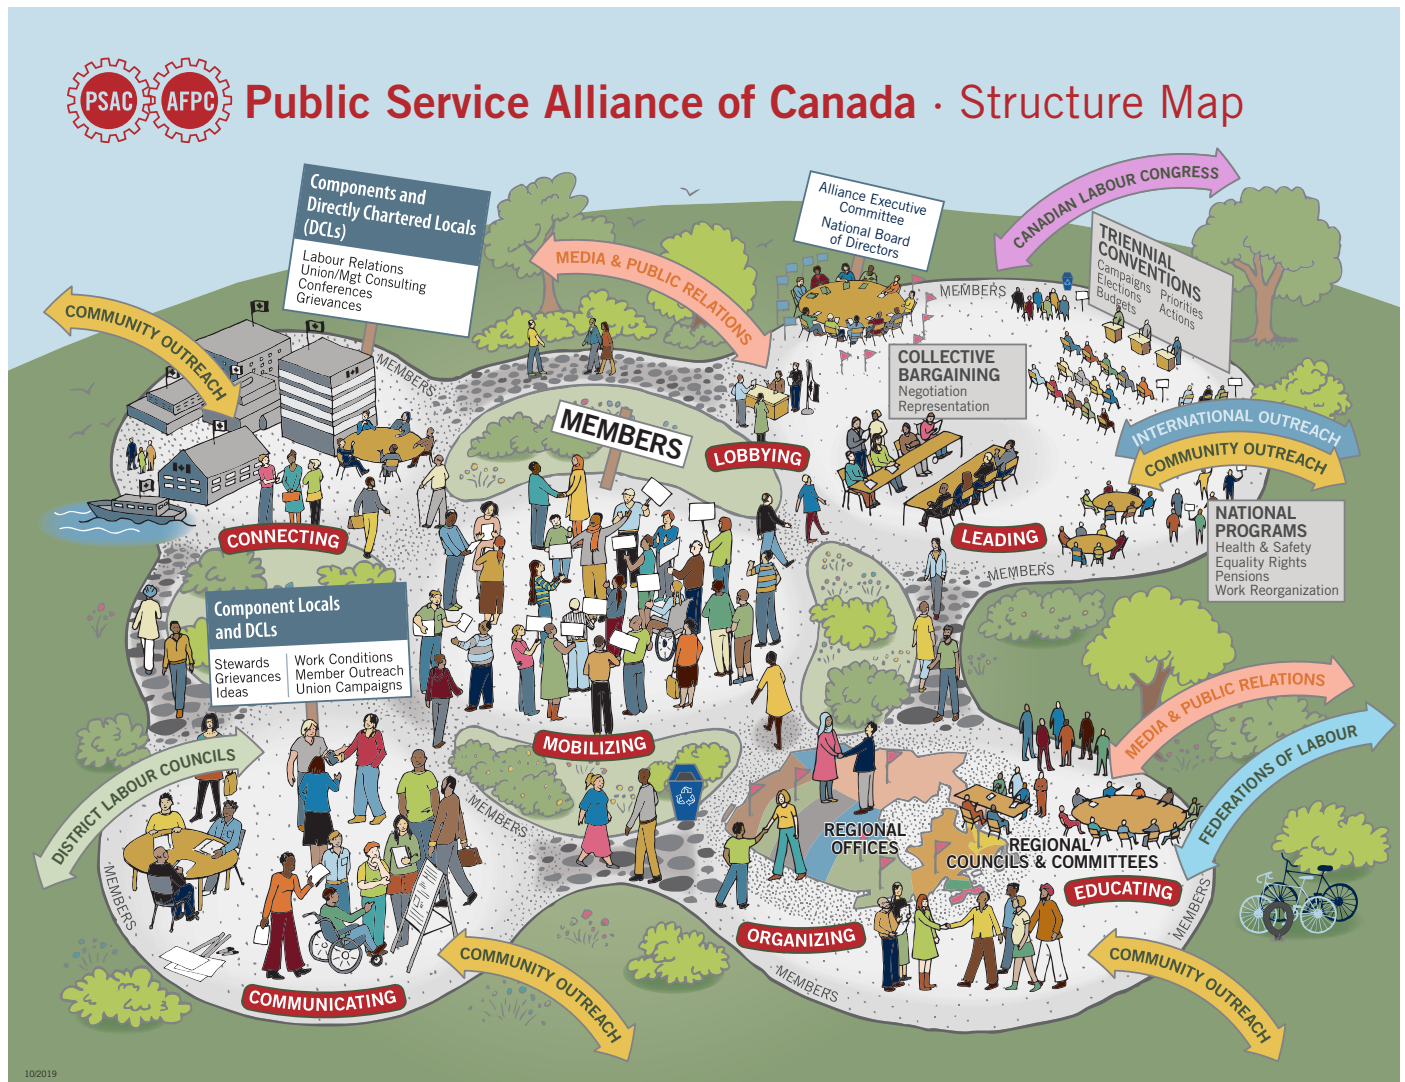 PSAC AFPC Public Service Alliance of Canada · Structure Map
Components and
Directly Chartered Locals
(DCLs)
Labour Relations
Union/Mgt Consulting
Conferences
Grievances
Alliance Executive
Committee
National Board
of Directors
CANADIAN LABOUR CONGRESS
MEDIA & PUBLIC RELATIONS
COMMUNITY OUTREACH
TRIENNIAL
CONVENTIONS
Campaigns
Elections
Budgets
Priorities
Actions
MEMBERS
MEMBERS
COLLECTIVE
BARGAINING
Negotiation
Representation
MEMBERS
LOBBYING
INTERNATIONAL OUTREACH
COMMUNITY OUTREACH
CONNECTING
LEADING
MEMBERS
NATIONAL
PROGRAMS
Health & Safety
Equality Rights
Pensions
Work Reorganization
Component Locals
and DCLs
Stewards
Grievances
Ideas
Work Conditions
Member Outreach
Union Campaigns
MOBILIZING
MEDIA & PUBLIC RELATIONS
FEDERATIONS OF LABOUR
DISTRICT LABOUR COUNCILS
MEMBERS
MEMBERS
REGIONAL
OFFICES
REGIONAL
COUNCILS & COMMITTEES
EDUCATING
MEMBERS
ORGANIZING
COMMUNITY OUTREACH
COMMUNITY OUTREACH
MEMBERS
COMMUNICATING
10/2019